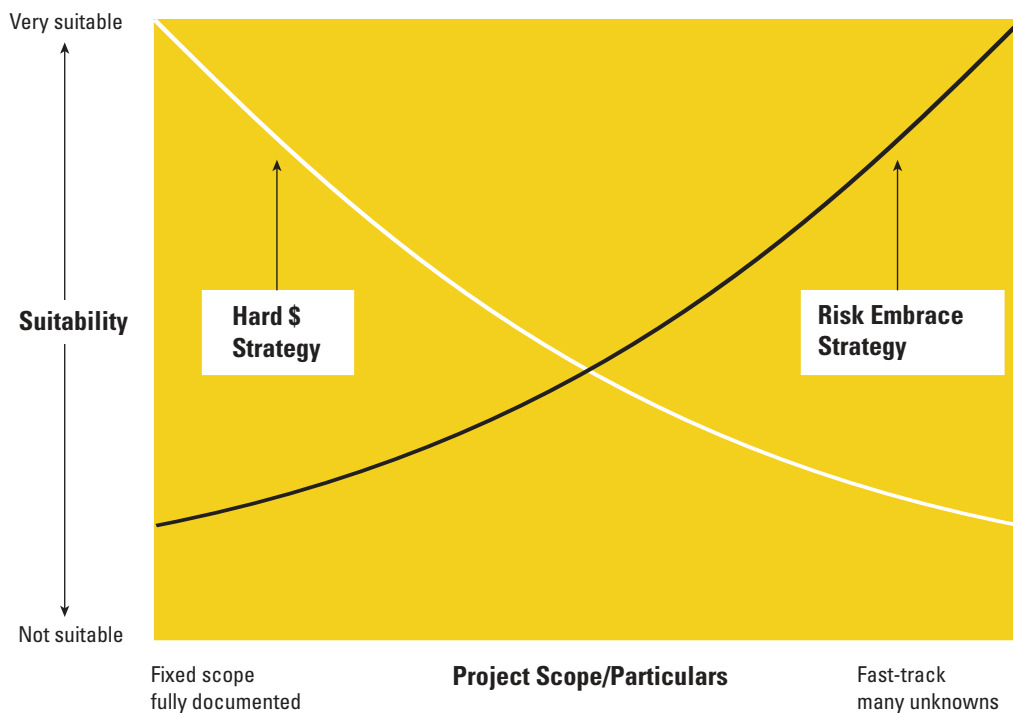 Very suitable
Suitability
Hard $
Strategy
Risk Embrace
Strategy
Not suitable
Fixed scope
fully documented
Project Scope/Particulars
Fast-track
many unknowns